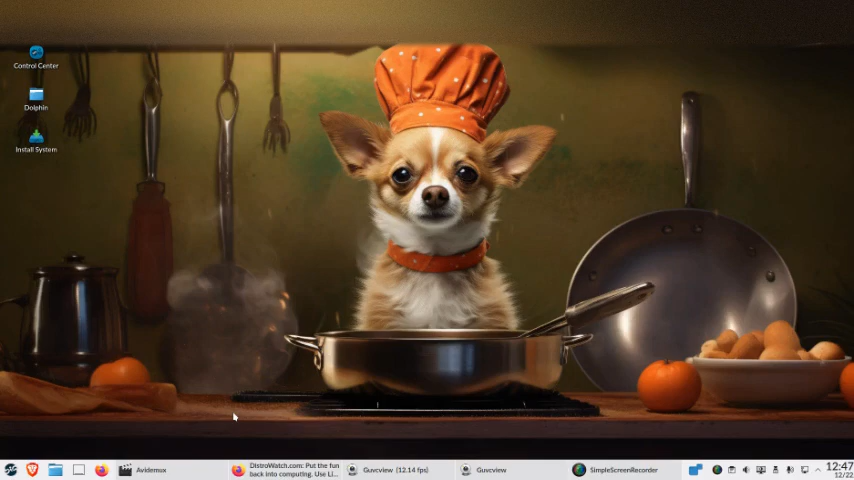 Control Center
Dolphin
Install System
Avidemux
DistroWatch.com: Put the fun
back into computing. Use Li...
Guvcview (12.14 fps)
Guvcview
SimpleScreenRecorder
12:47
12/22